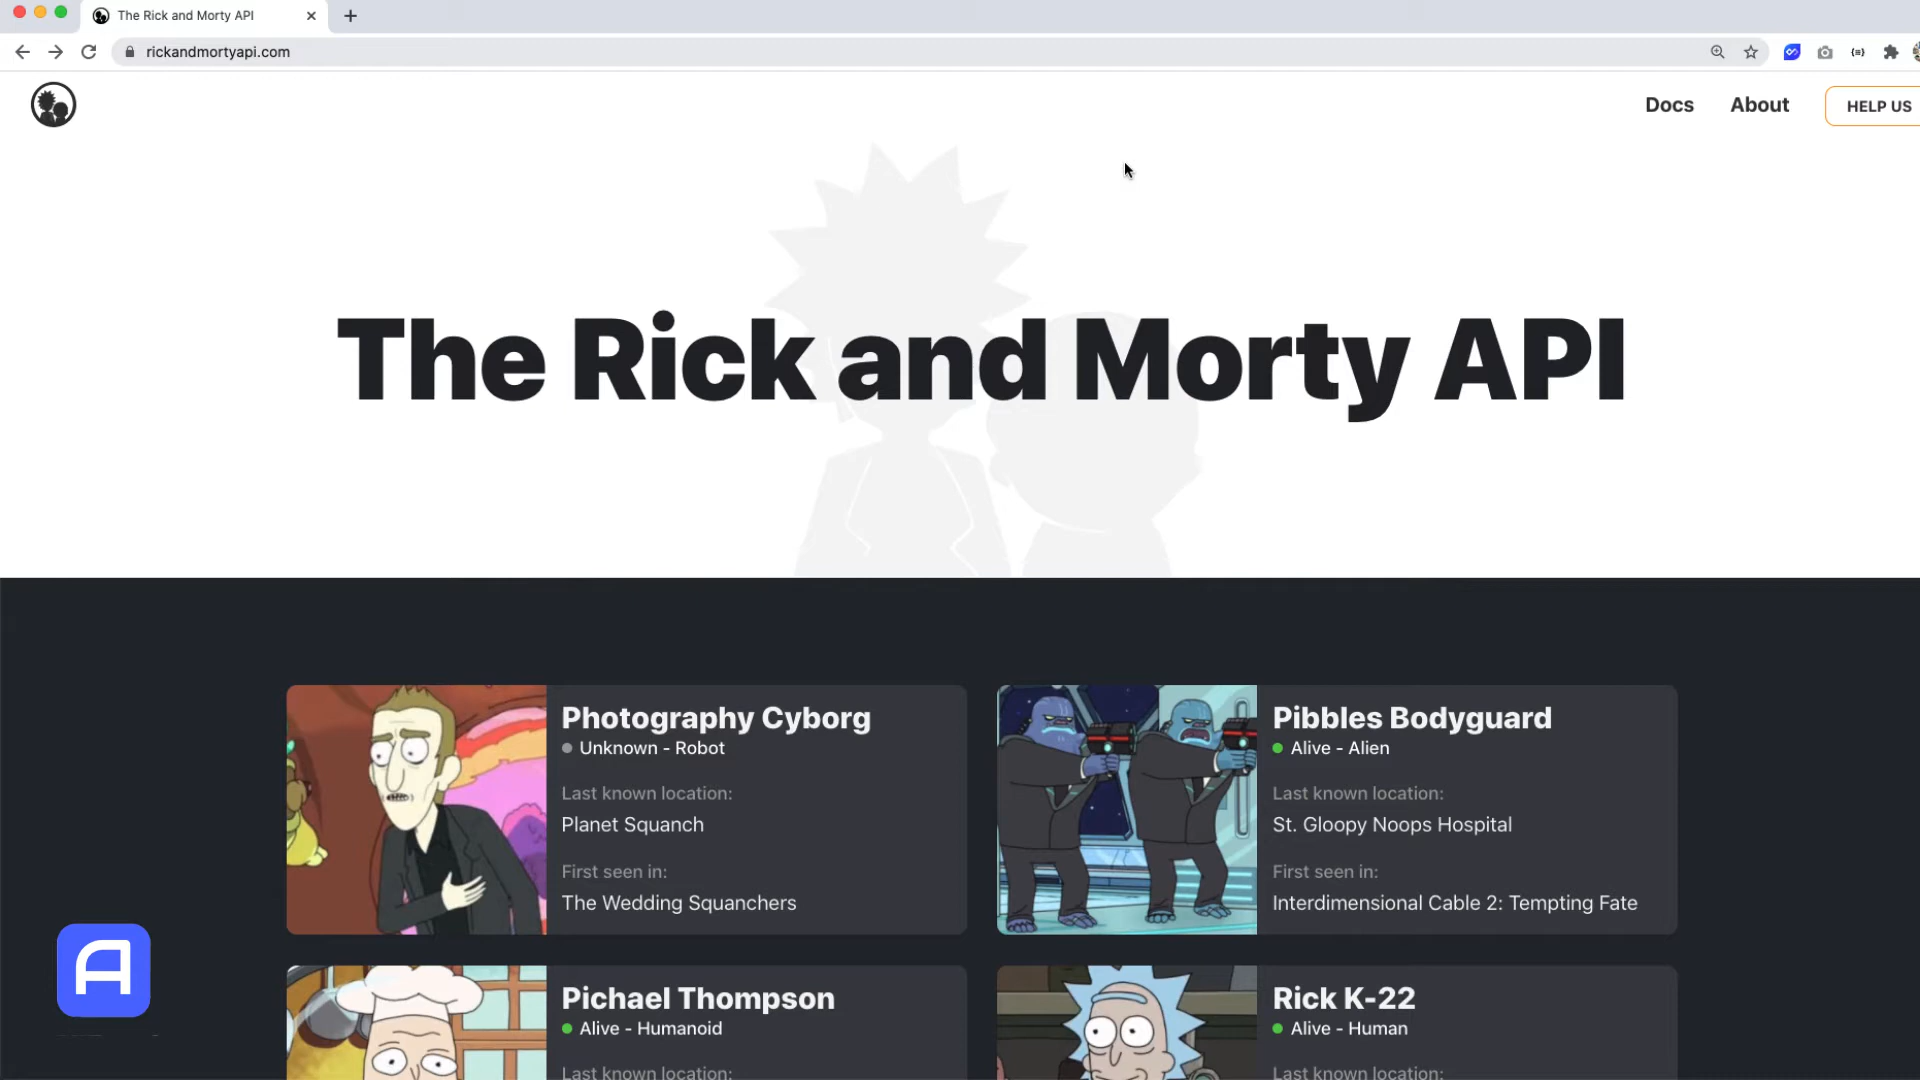 The Rick and Morty API
rickandmortyapi.com
Docs
About
HELP US
The Rick and Morty API
Photography Cyborg
Unknown - Robot
Last known location:
Planet Squanch
First seen in:
The Wedding Squanchers
Pibbles Bodyguard
Alive - Alien
Last known location:
St. Gloopy Noops Hospital
First seen in:
Interdimensional Cable 2: Tempting Fate
Pichael Thompson
Alive - Humanoid
Last known location:
Rick K-22
Alive - Human
Last known location: